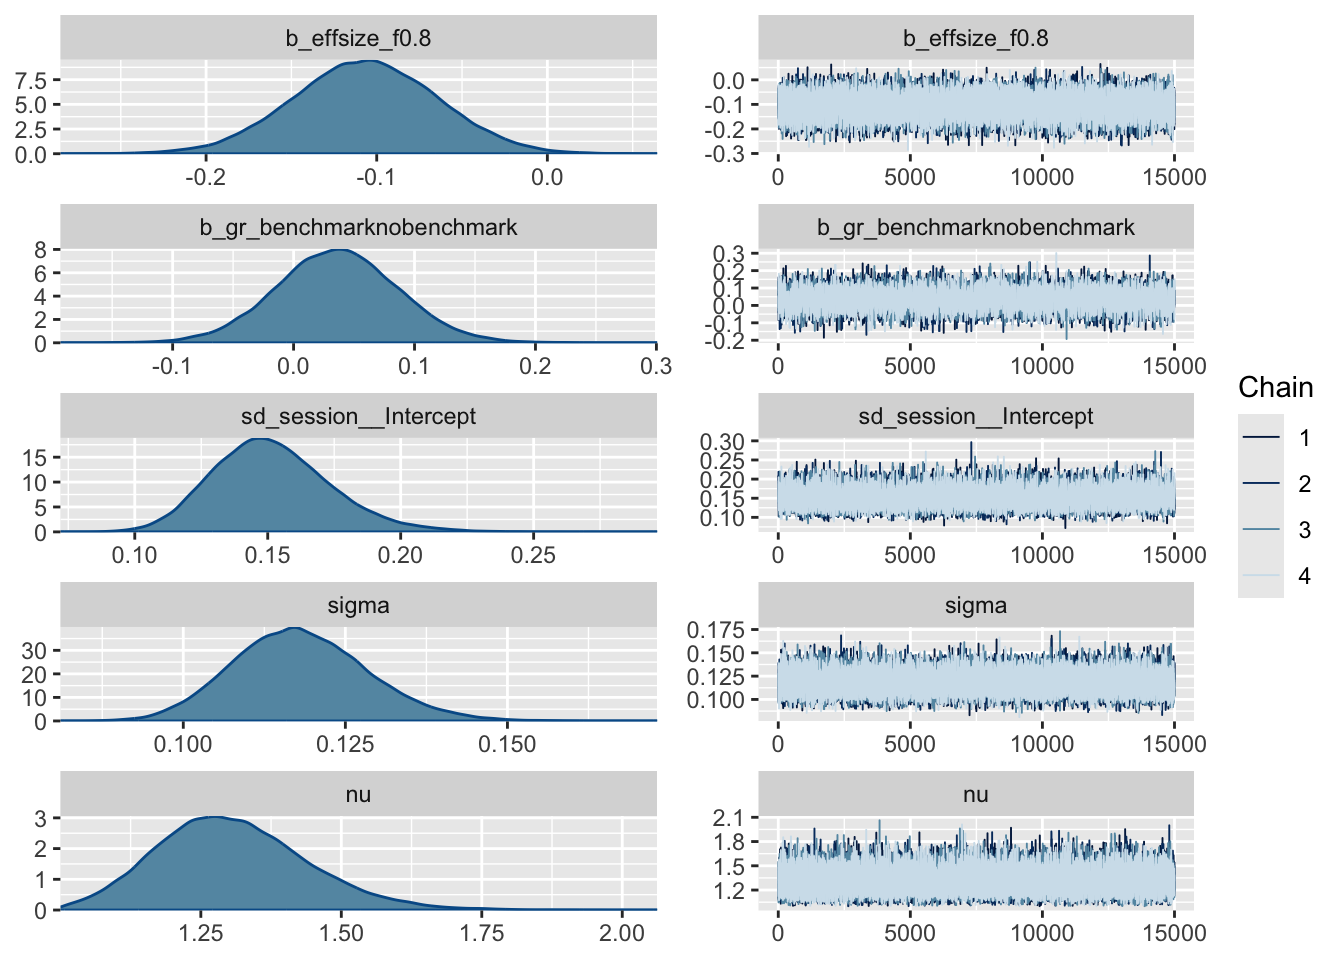 b_effsize_f0.8
7.5
5.0
2.5
0.0
-0.2 -0.1 0.0
b_effsize_f0.8
0.0
-0.1
-0.2
-0.3
0 5000 10000 15000
b_gr_benchmarknobenchmark
8
6
4
2
0
-0.1 0.0 0.1 0.2 0.3
b_gr_benchmarknobenchmark
0.3
0.2
0.1
0.0
-0.1
-0.2
0 5000 10000 15000
sd_session__Intercept
15
10
5
0
0.10 0.15 0.20 0.25
sd_session__Intercept
0.30
0.25
0.20
0.15
0.10
0 5000 10000 15000
sigma
30
20
10
0
0.100 0.125 0.150
sigma
0.175
0.150
0.125
0.100
0 5000 10000 15000
nu
3
2
1
0
1.25 1.50 1.75 2.00
nu
2.1
1.8
1.5
1.2
0 5000 10000 15000
Chain
1
2
3
4